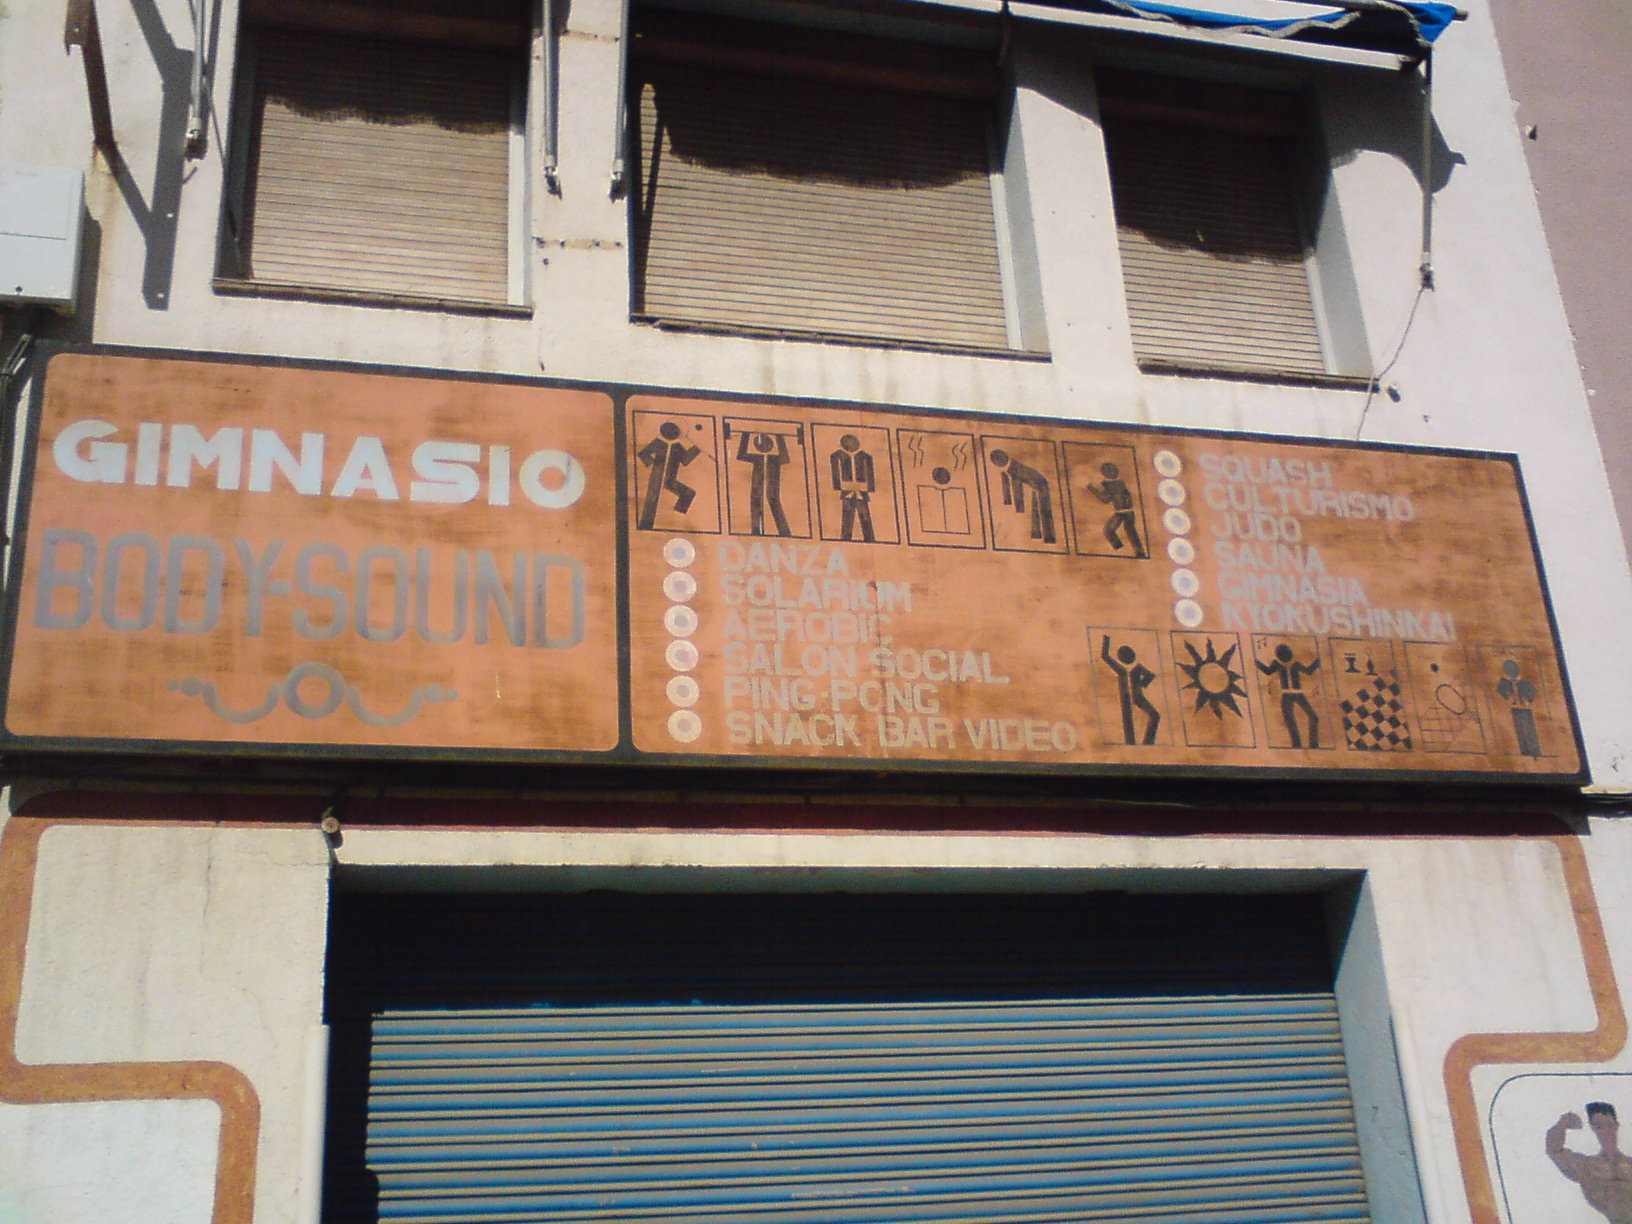 GIMNASIO
BODY-SOUND
DANZA
SOLARIUM
AEROBIC
SALON SOCIAL
PING-PONG
SNACK BAR VIDEO
SQUASH
CULTURISMO
JUDO
SAUNA
GIMNASIA
KYOKUSHINKAI